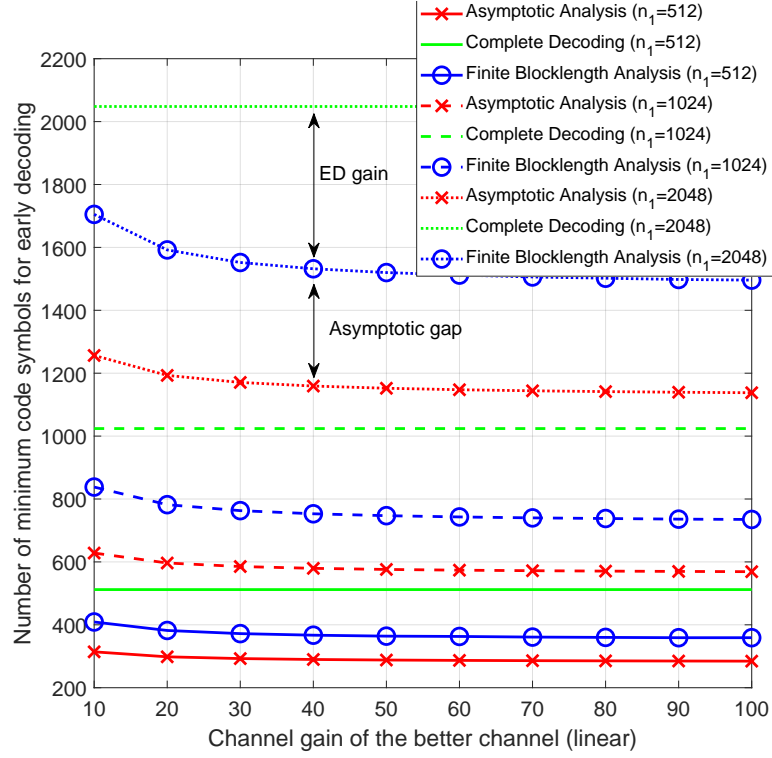 Asymptotic Analysis (n1=512)
Complete Decoding (n1=512)
Finite Blocklength Analysis (n1=512)
Asymptotic Analysis (n1=1024)
Complete Decoding (n1=1024)
Finite Blocklength Analysis (n1=1024)
Asymptotic Analysis (n1=2048)
Complete Decoding (n1=2048)
Finite Blocklength Analysis (n1=2048)
ED gain
Asymptotic gap
Number of minimum code symbols for early decoding
2200
2000
1800
1600
1400
1200
1000
800
600
400
200
10 20 30 40 50 60 70 80 90 100
Channel gain of the better channel (linear)